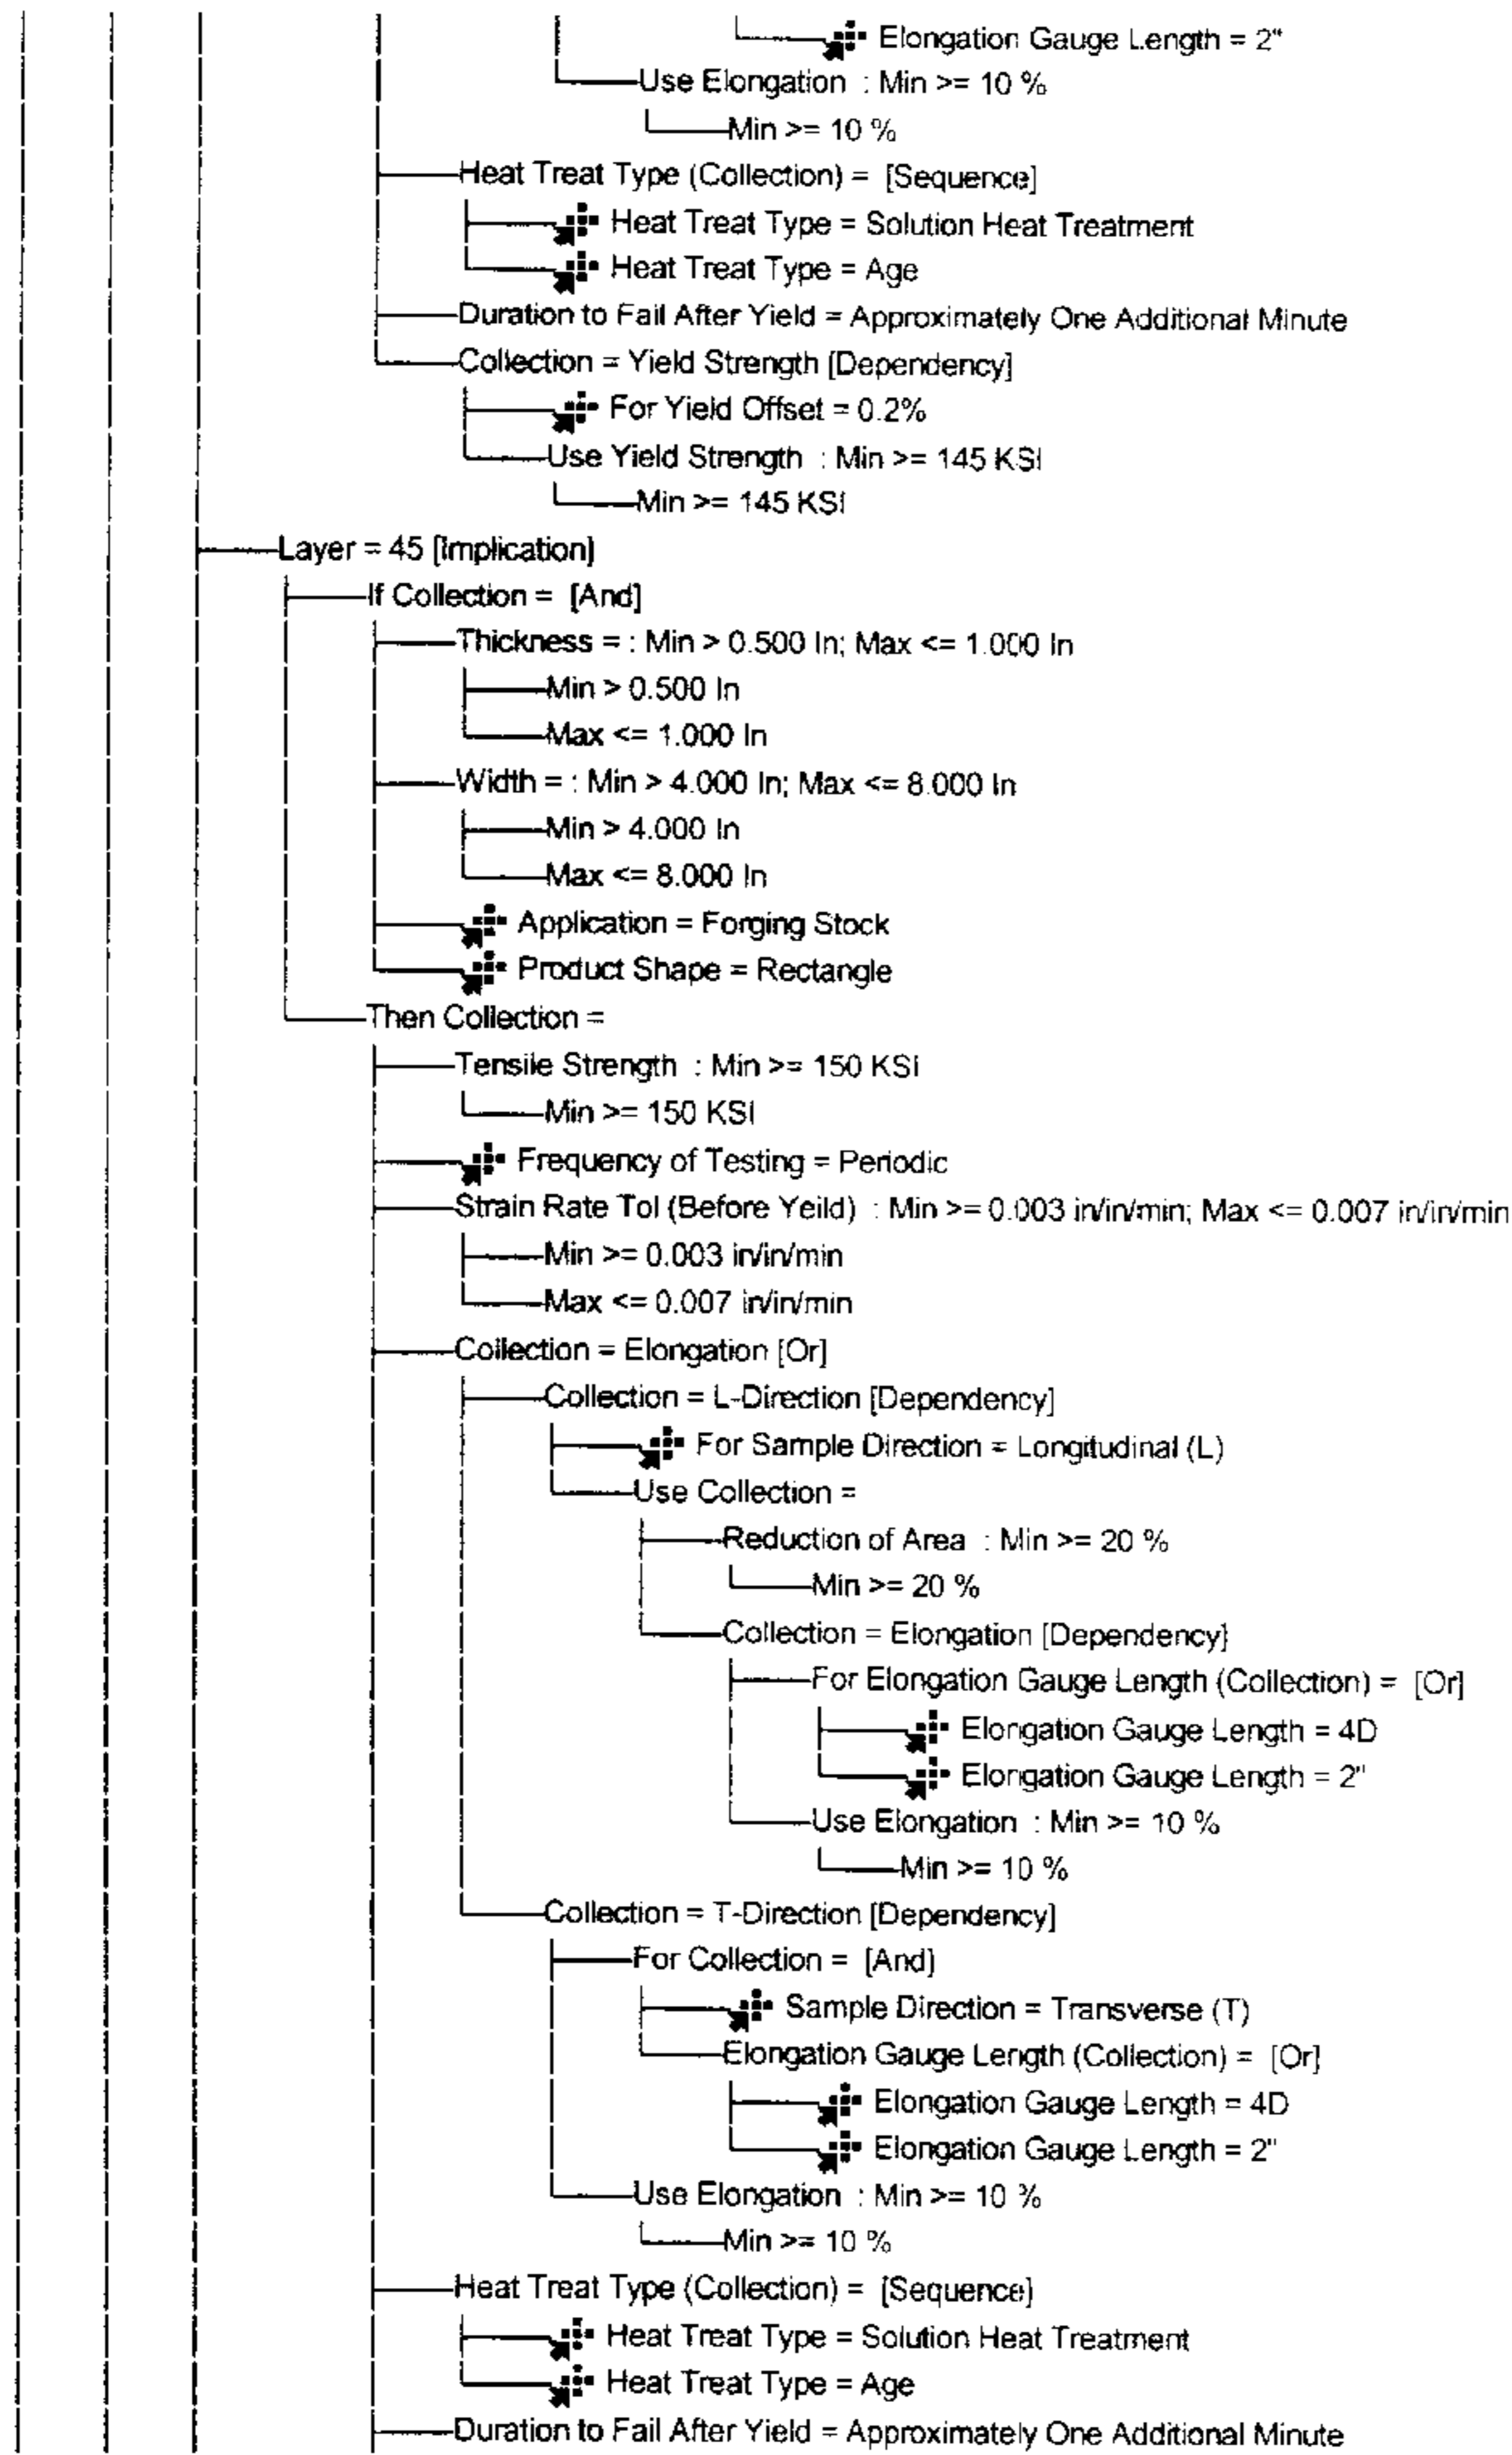 Elongation Gauge Length = 2"
Use Elongation : Min >= 10 %
Min >= 10 %
Heat Treat Type (Collection) = [Sequence]
Heat Treat Type = Solution Heat Treatment
Heat Treat Type = Age
Duration to Fail After Yield = Approximately One Additional Minute
Collection = Yield Strength [Dependency]
For Yield Offset = 0.2%
Use Yield Strength : Min >= 145 KSI
Min >= 145 KSI
Layer = 45 [Implication]
If Collection = [And]
Thickness = : Min > 0.500 In; Max <= 1.000 In
Min > 0.500 In
Max <= 1.000 In
Width = : Min > 4.000 In; Max <= 8.000 In
Min > 4.000 In
Max <= 8.000 In
Application = Forging Stock
Product Shape = Rectangle
Then Collection =
Tensile Strength : Min >= 150 KSI
Min >= 150 KSI
Frequency of Testing = Periodic
Strain Rate Tol (Before Yeild) : Min >= 0.003 in/in/min; Max <= 0.007 in/in/min
Min >= 0.003 in/in/min
Max <= 0.007 in/in/min
Collection = Elongation [Or]
Collection = L-Direction [Dependency]
For Sample Direction = Longitudinal (L)
Use Collection =
Reduction of Area : Min >= 20 %
Min >= 20 %
Collection = Elongation [Dependency]
For Elongation Gauge Length (Collection) = [Or]
Elongation Gauge Length = 4D
Elongation Gauge Length = 2"
Use Elongation : Min >= 10 %
Min >= 10 %
Collection = T-Direction [Dependency]
For Collection = [And]
Sample Direction = Transverse (T)
Elongation Gauge Length (Collection) = [Or]
Elongation Gauge Length = 4D
Elongation Gauge Length = 2"
Use Elongation : Min >= 10 %
Min >= 10 %
Heat Treat Type (Collection) = [Sequence]
Heat Treat Type = Solution Heat Treatment
Heat Treat Type = Age
Duration to Fail After Yield = Approximately One Additional Minute